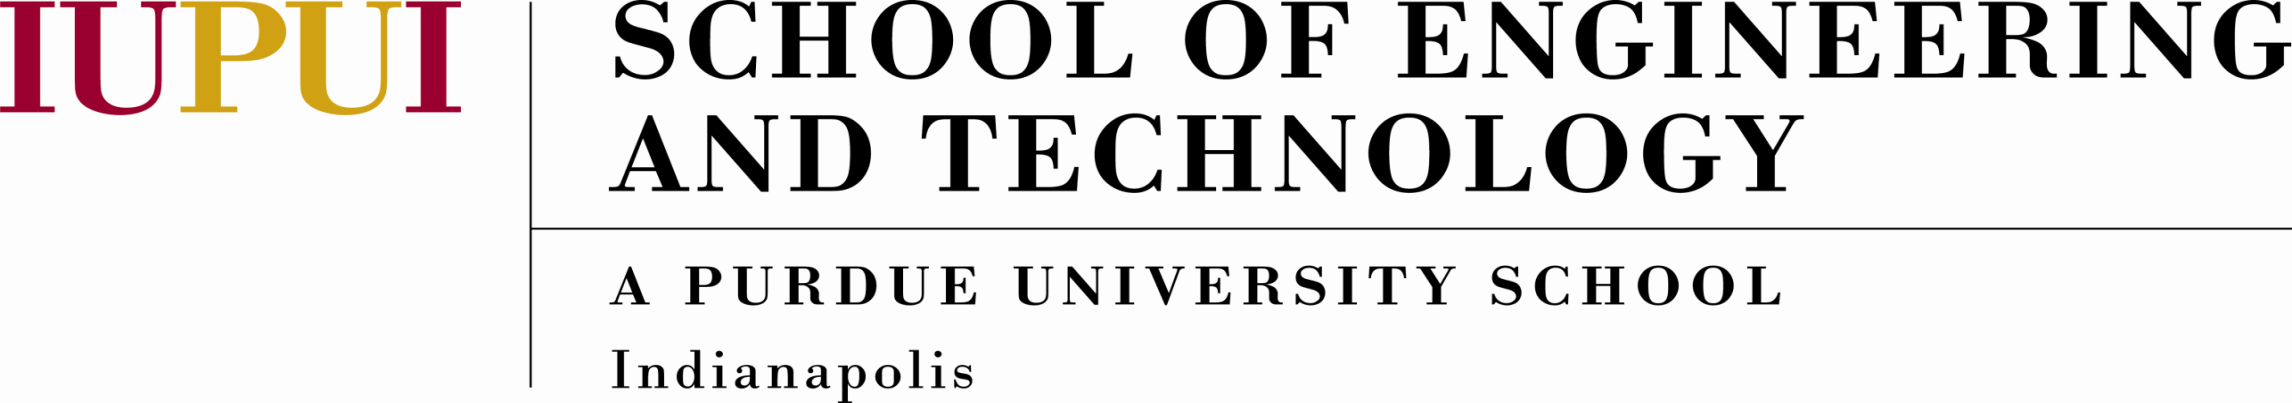 IUPUI
SCHOOL OF ENGINEERING
AND TECHNOLOGY
A PURDUE UNIVERSITY SCHOOL
Indianapolis